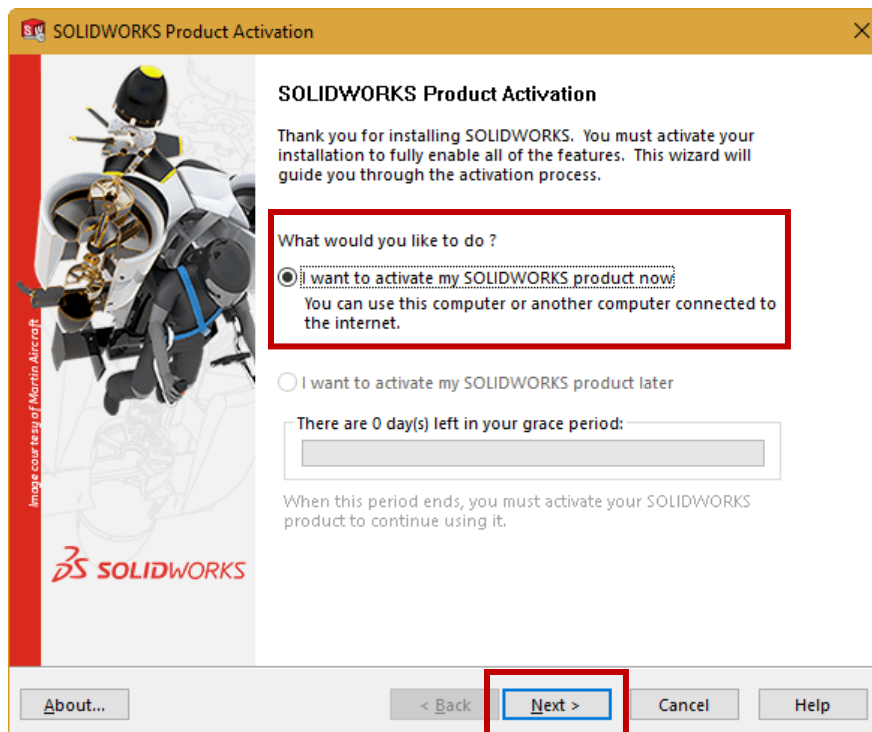 SOLIDWORKS Product Activation
SOLIDWORKS Product Activation
Thank you for installing SOLIDWORKS. You must activate your
installation to fully enable all of the features. This wizard will
guide you through the activation process.
What would you like to do ?
I want to activate my SOLIDWORKS product now
You can use this computer or another computer connected to
the internet.
I want to activate my SOLIDWORKS product later
There are 0 day(s) left in your grace period:
When this period ends, you must activate your SOLIDWORKS
product to continue using it.
Image courtesy of Martin Aircraft
SOLIDWORKS
About...
< Back
Next >
Cancel
Help